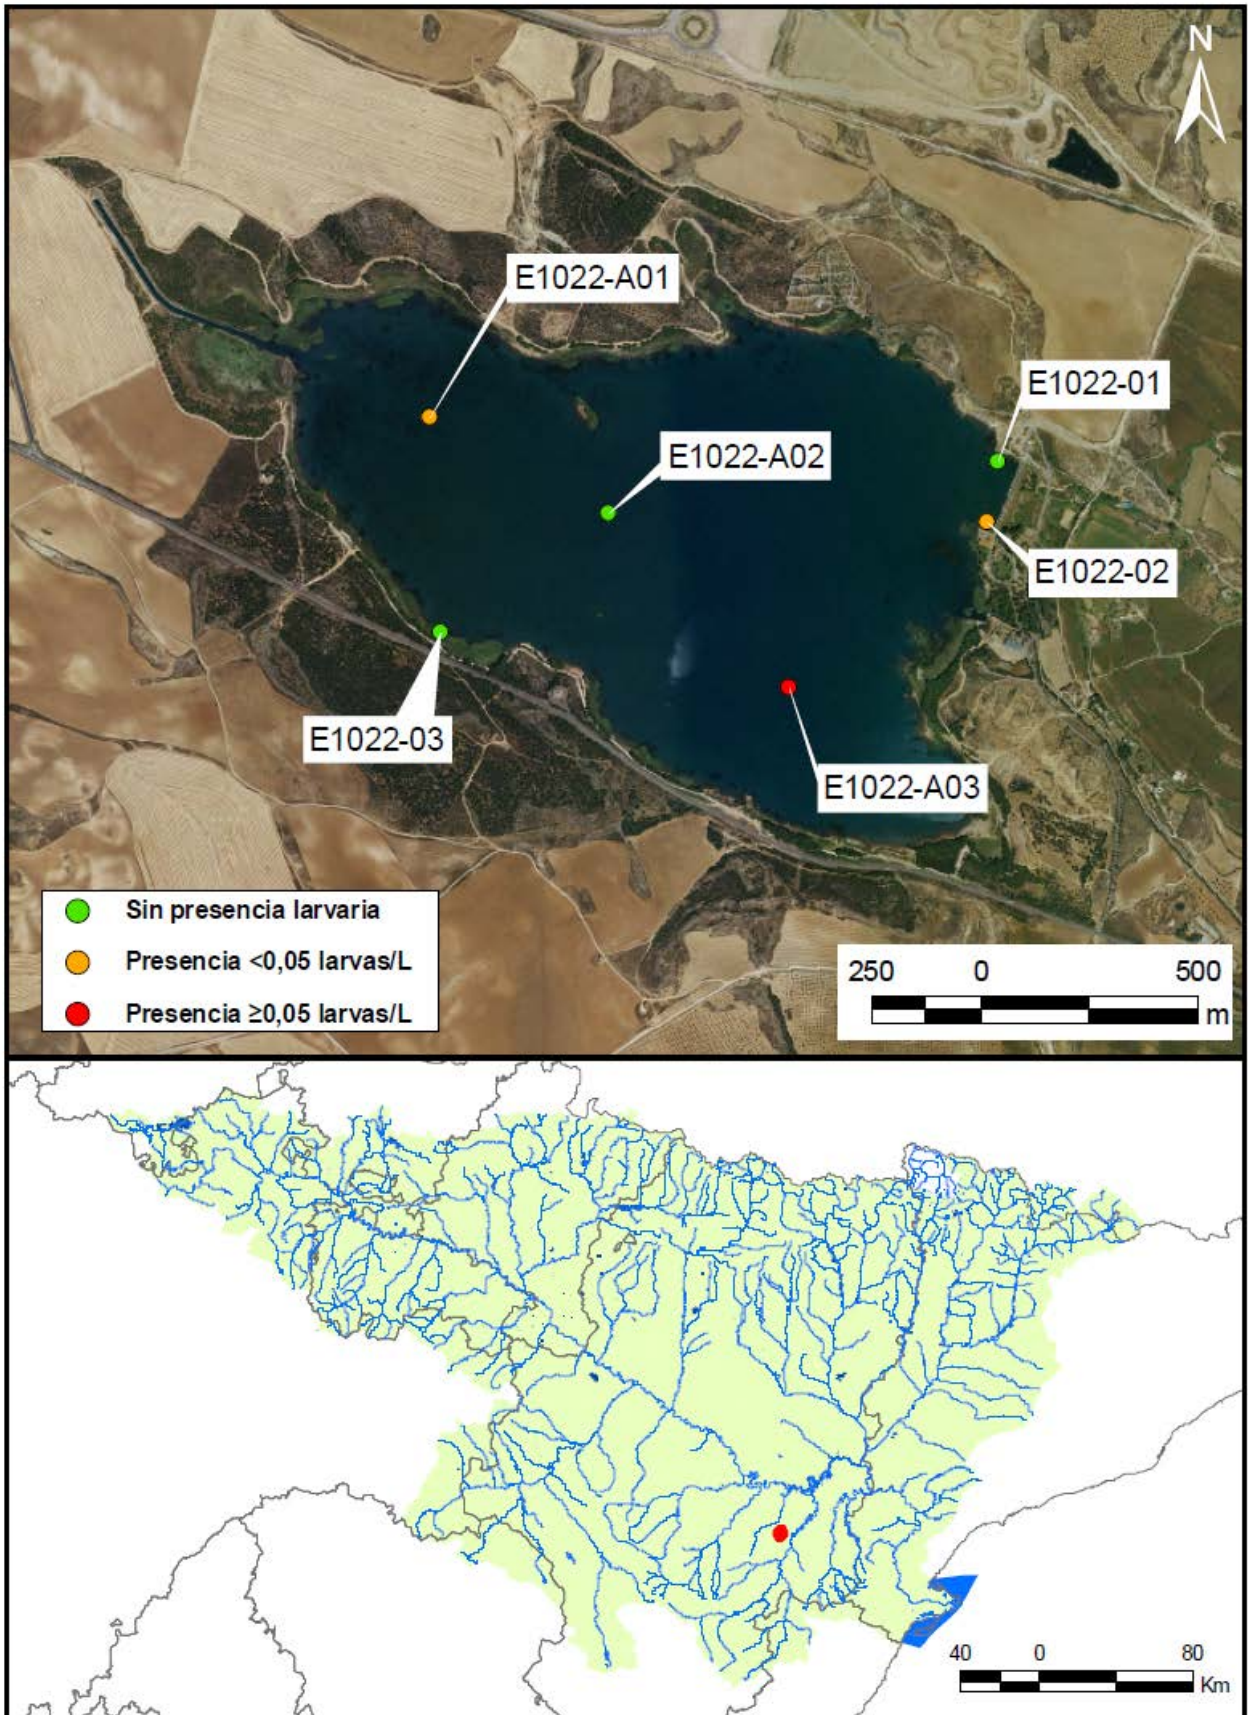 N
E1022-A01
E1022-01
E1022-A02
E1022-02
E1022-03
E1022-A03
Sin presencia larvaria
Presencia <0,05 larvas/L
Presencia ≥0,05 larvas/L
250 0 500
m
40 0 80
Km